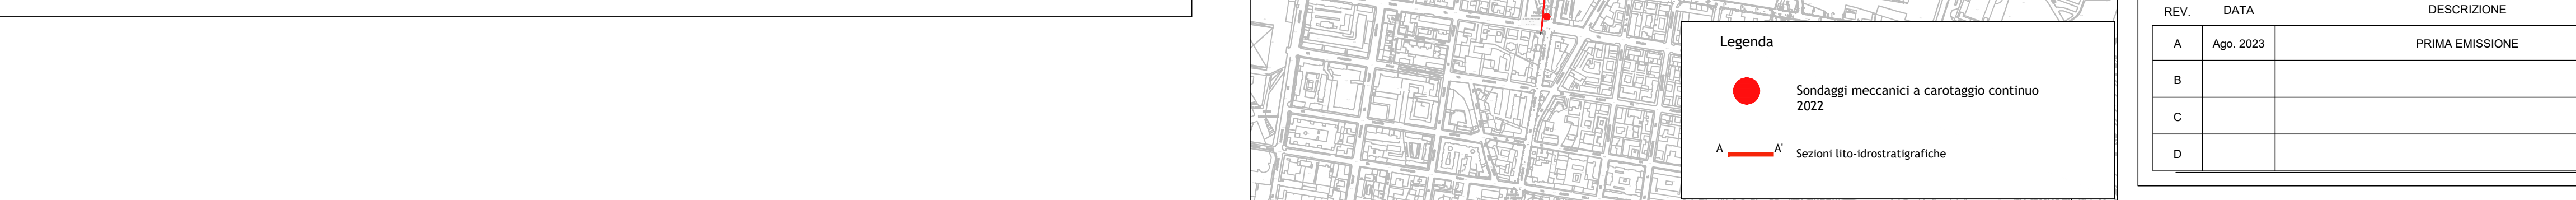 Legenda
Sondaggi meccanici a carotaggio continuo
2022
A A' Sezioni lito-idrostratigrafiche
REV. DATA DESCRIZIONE
A Ago. 2023 PRIMA EMISSIONE
B
C
D